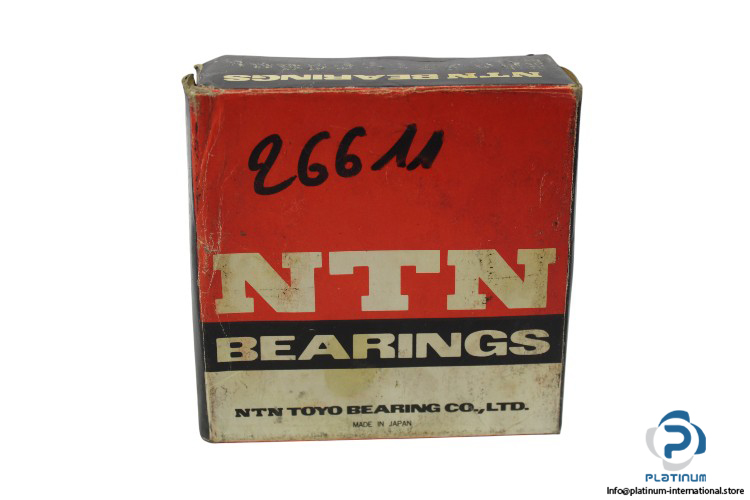 NTN BEARINGS
26611
NTN
BEARINGS
NTN TOYO BEARING CO., LTD.
MADE IN JAPAN
PLATINUM
Info@platinum-international.store